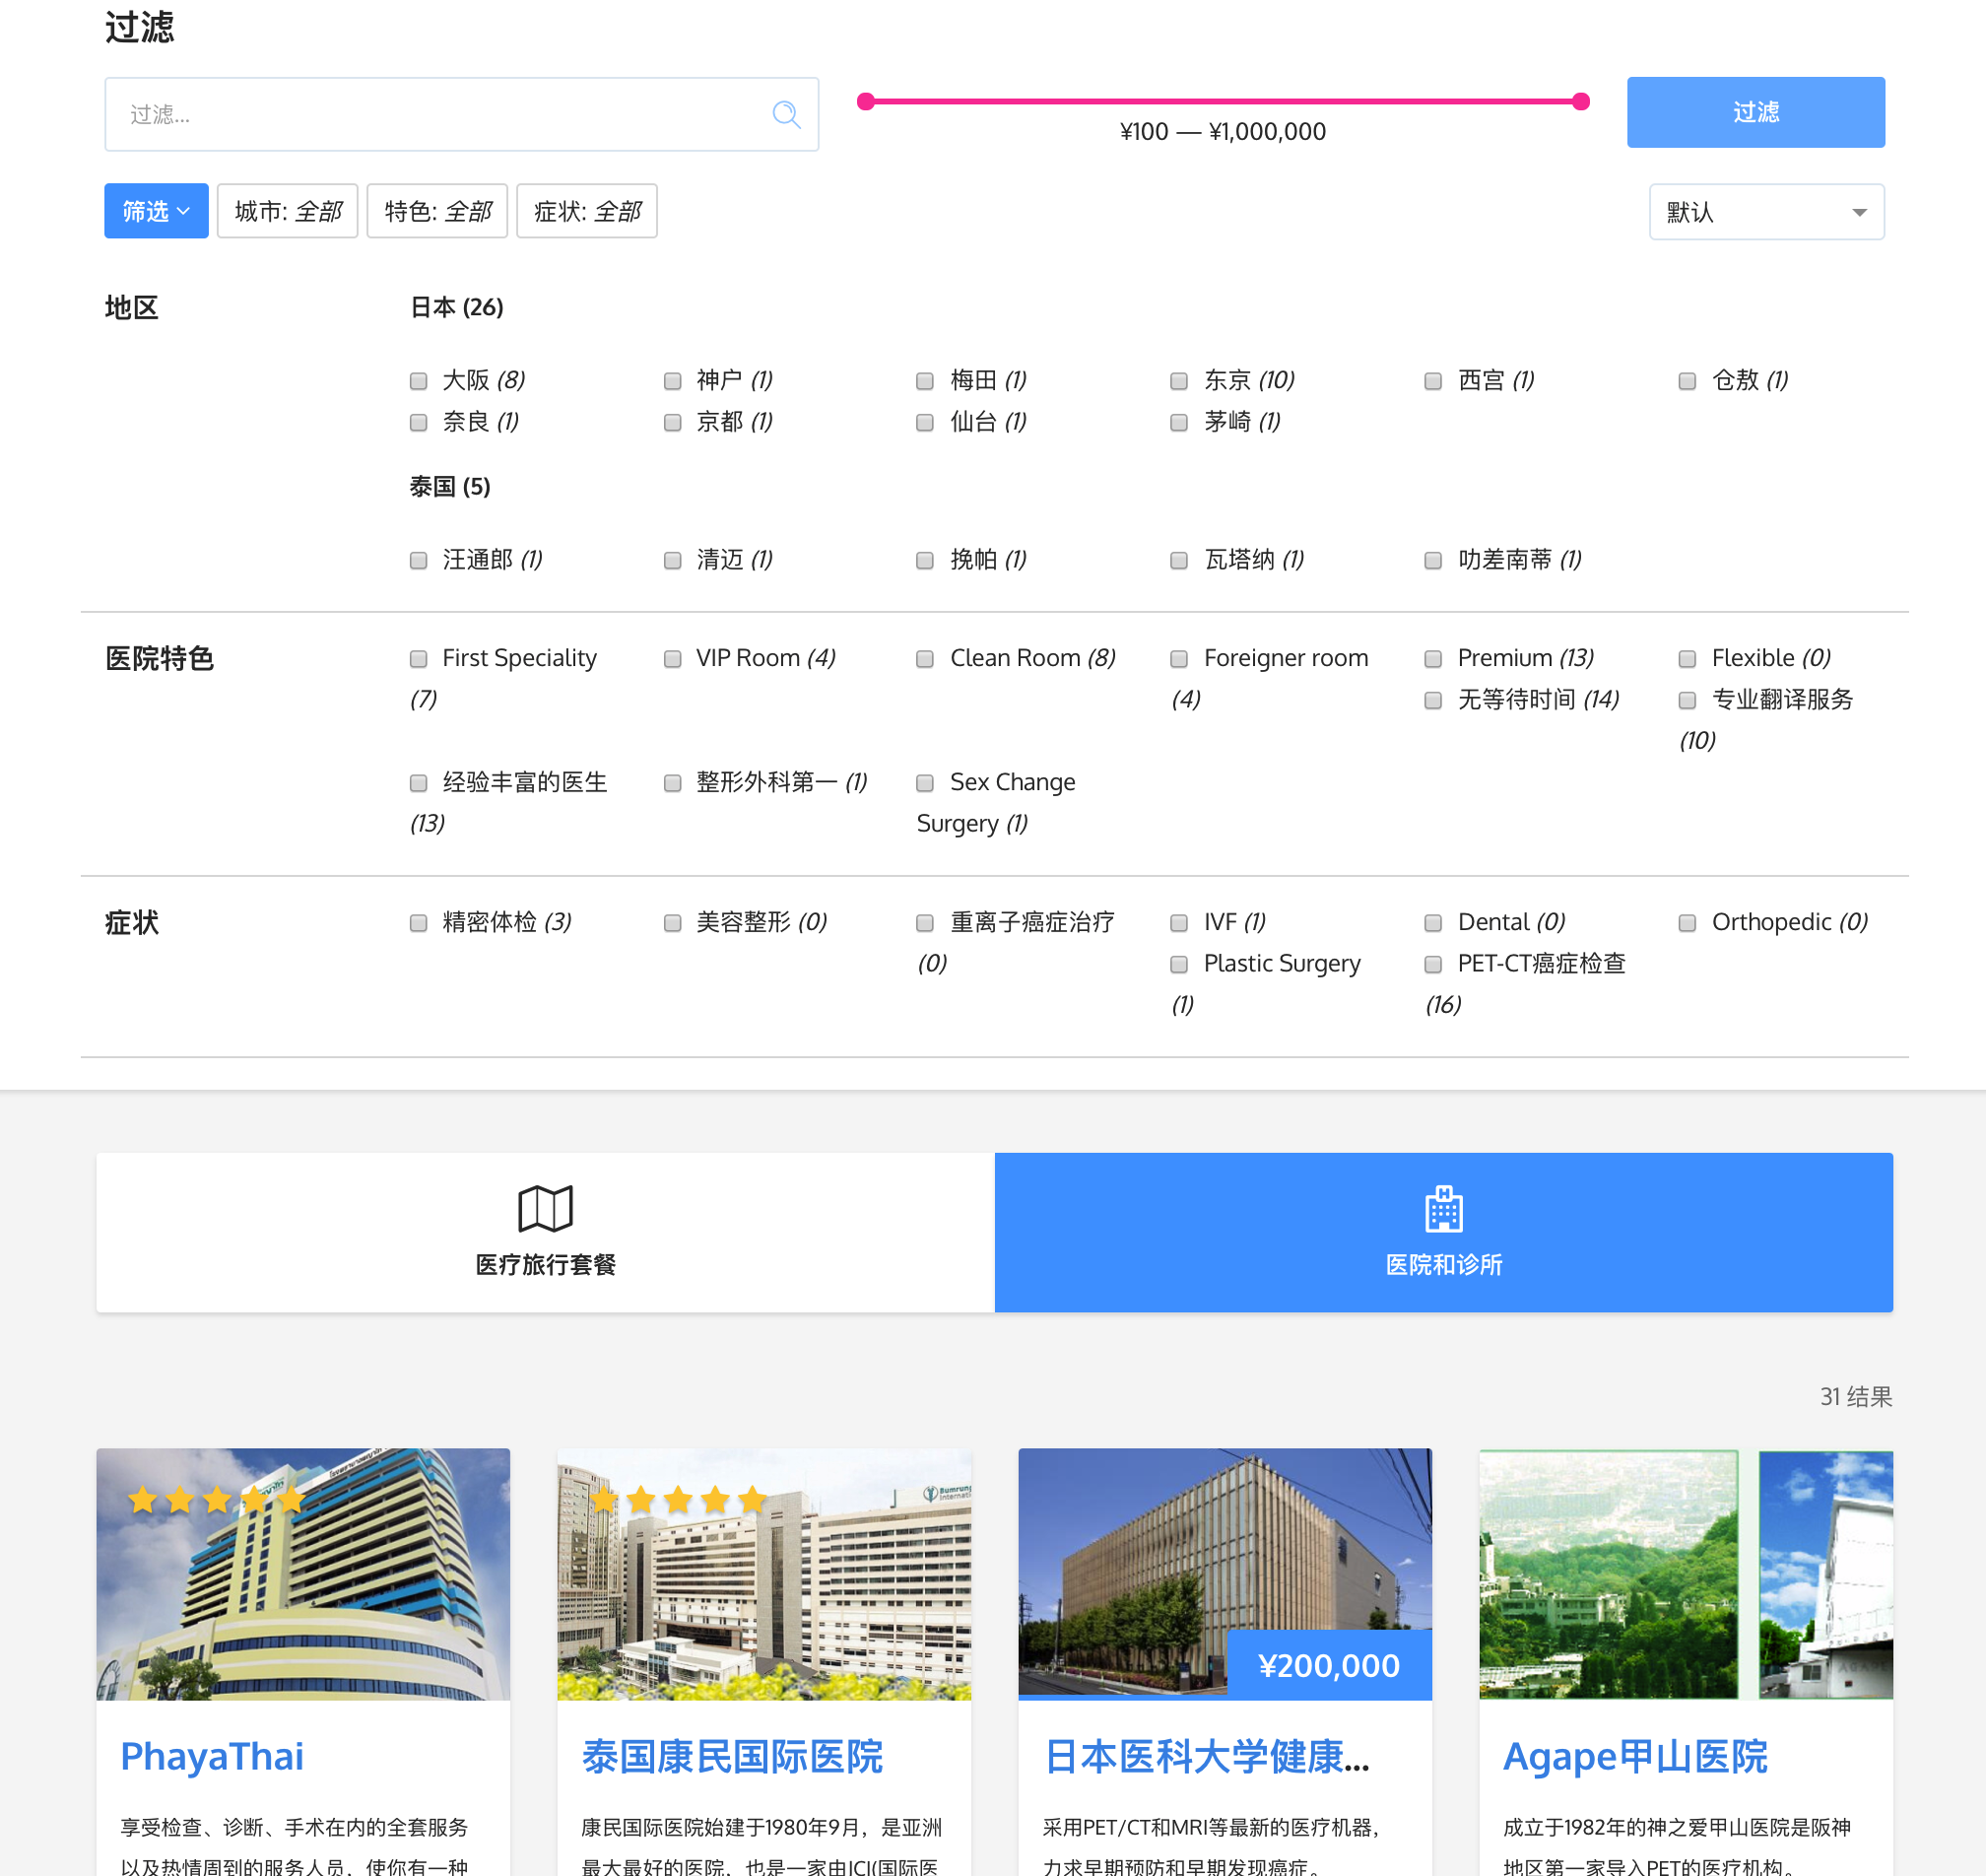 过滤
过滤...
¥100 — ¥1,000,000
过滤
筛选
城市: 全部
特色: 全部
症状: 全部
默认
地区
日本 (26)
大阪 (8)
神户 (1)
梅田 (1)
东京 (10)
西宫 (1)
仓敖 (1)
奈良 (1)
京都 (1)
仙台 (1)
茅崎 (1)
泰国 (5)
汪通郎 (1)
清迈 (1)
挽帕 (1)
瓦塔纳 (1)
叻差南蒂 (1)
医院特色
First Speciality
(7)
VIP Room (4)
Clean Room (8)
Foreigner room
(4)
Premium (13)
Flexible (0)
无等待时间 (14)
专业翻译服务
(10)
经验丰富的医生
(13)
整形外科第一 (1)
Sex Change
Surgery (1)
症状
精密体检 (3)
美容整形 (0)
重离子癌症治疗
(0)
IVF (1)
Dental (0)
Orthopedic (0)
Plastic Surgery
(1)
PET-CT癌症检查
(16)
医疗旅行套餐
医院和诊所
31 结果
¥200,000
PhayaThai
享受检查、诊断、手术在内的全套服务
以及热情周到的服务人员，使你有一种
泰国康民国际医院
康民国际医院始建于1980年9月，是亚洲
最大最好的医院，也是一家由JCI(国际医
日本医科大学健康...
采用PET/CT和MRI等最新的医疗机器，
力求早期预防和早期发现癌症。
Agape甲山医院
成立于1982年的神之爱甲山医院是阪神
地区第一家导入PET的医疗机构。